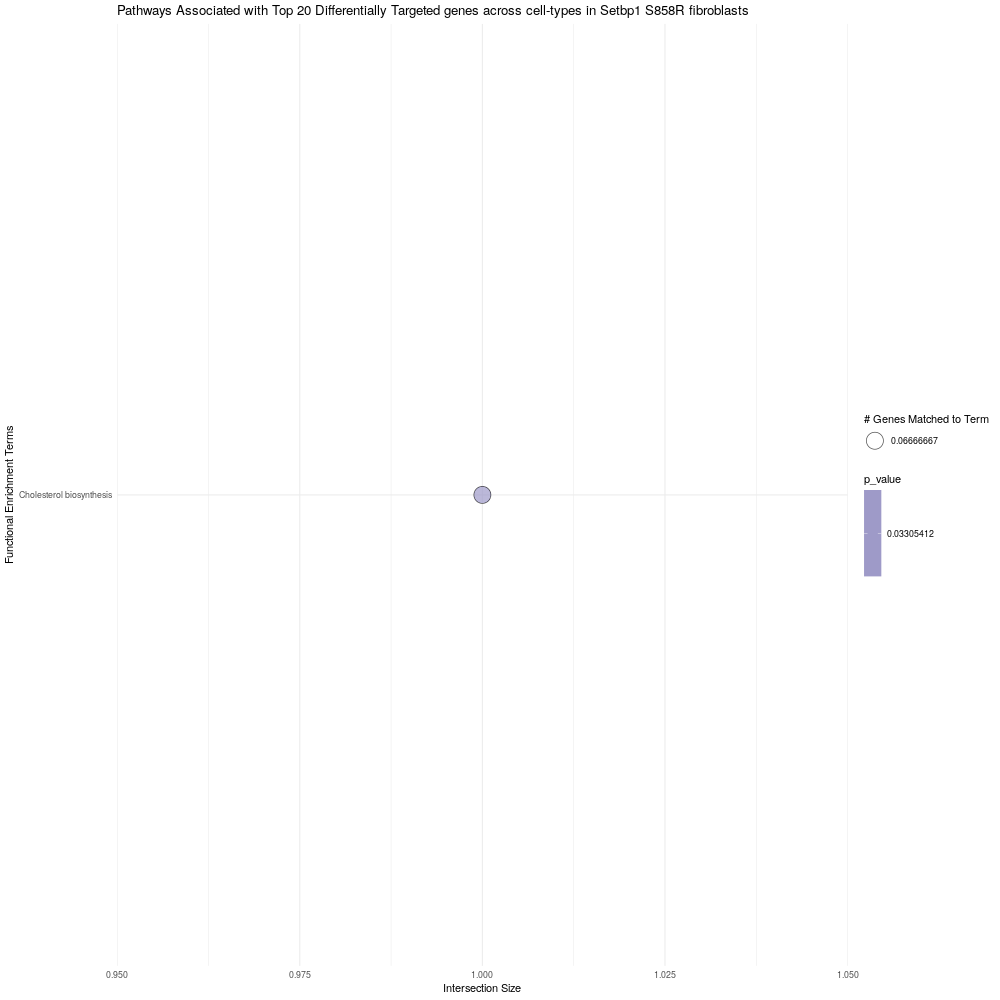 Pathways Associated with Top 20 Differentially Targeted genes across cell-types in Setbp1 S858R fibroblasts
Functional Enrichment Terms
Cholesterol biosynthesis
# Genes Matched to Term
0.06666667
p_value
0.03305412
0.950
0.975
1.000
1.025
1.050
Intersection Size